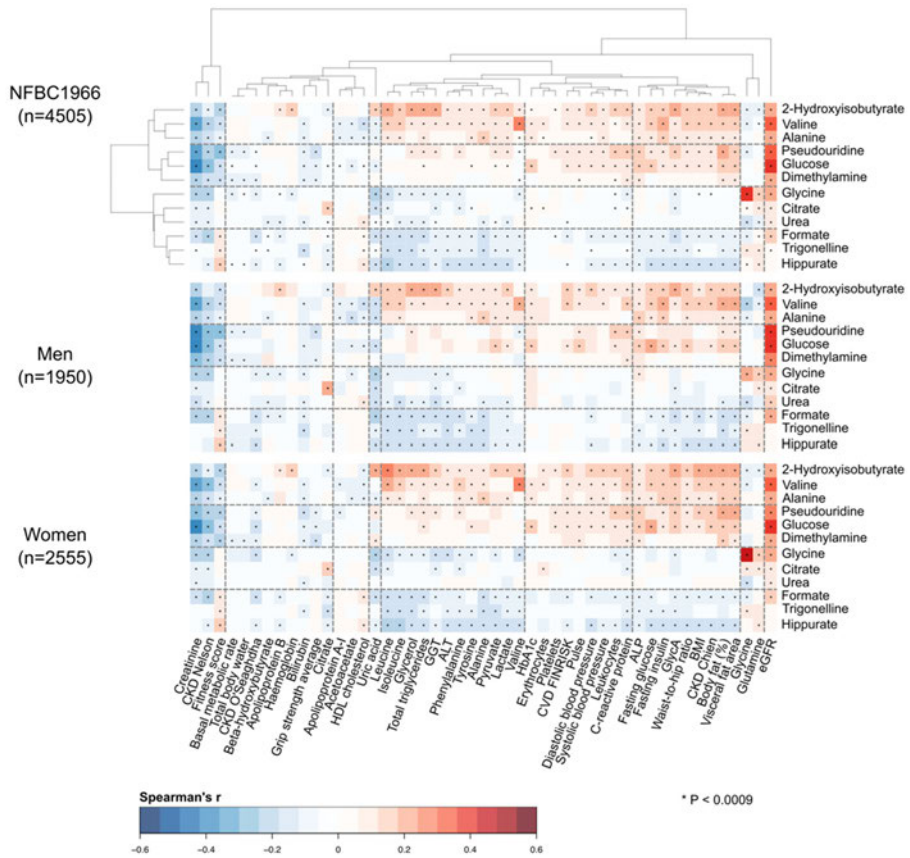 NFBC1966
(n=4505)
2-Hydroxyisobutyrate
Valine
Alanine
Pseudouridine
Glucose
Dimethylamine
Glycine
Citrate
Urea
Formate
Trigonelline
Hippurate
Men
(n=1950)
2-Hydroxyisobutyrate
Valine
Alanine
Pseudouridine
Glucose
Dimethylamine
Glycine
Citrate
Urea
Formate
Trigonelline
Hippurate
Women
(n=2555)
2-Hydroxyisobutyrate
Valine
Alanine
Pseudouridine
Glucose
Dimethylamine
Glycine
Citrate
Urea
Formate
Trigonelline
Hippurate
Creatinine
CKD Nelson
Fitness score
Basal metabolic rate
Total body water
CKD Oxybutyrate
Apolipoprotein B
Beta-hydroxybutyrate
Haemoglobin
Bilirubin
Grip strength average
Citrate
Apolipoprotein A-I
Acetoacetate
HDL cholesterol
Uric acid
Leucine
Isoleucine
Glycerol
Total triglycerides
GGT
ALT
Phenylalanine
Tyrosine
Alanine
Pyruvate
Lactate
Valine
HbA1c
Erythrocytes
Platelets
CVD FINRISK
Pulse
Diastolic blood pressure
Systolic blood pressure
Leukocytes
C-reactive protein
ALP
Fasting glucose
Fasting insulin
GlycA
Waist-to-hip ratio
BMI
CKD Chien
Body fat (%)
Visceral fat area
Glycine
Glutamine
eGFR
Spearman's r
-0.6
-0.4
-0.2
0
0.2
0.4
0.6
* P < 0.0009